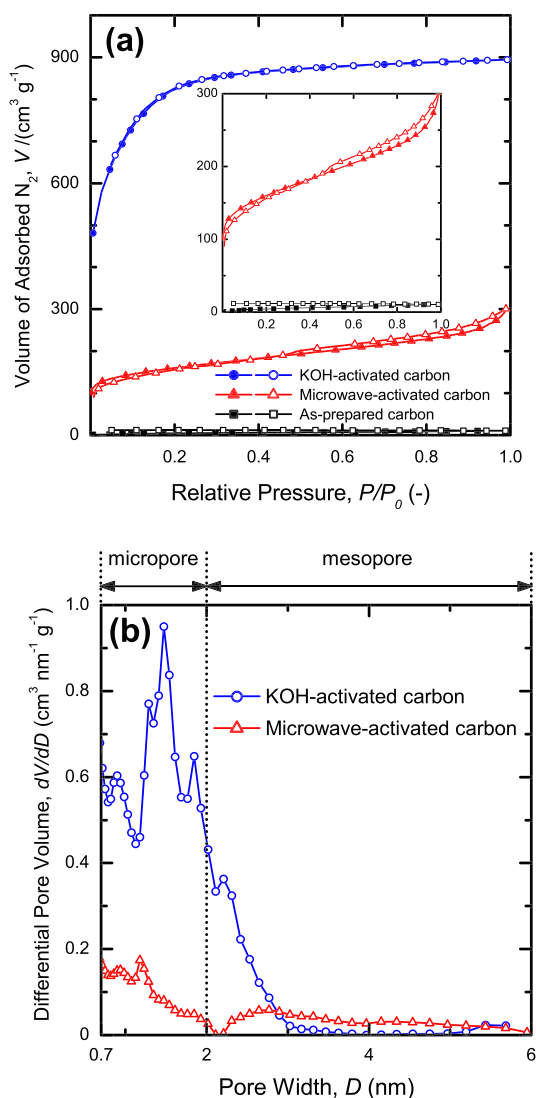 (a)
900
600
300
0
Volume of Adsorbed N2, V /(cm3 g-1)
300
200
100
0
0.2 0.4 0.6 0.8 1.0
KOH-activated carbon
Microwave-activated carbon
As-prepared carbon
0.2 0.4 0.6 0.8 1.0
Relative Pressure, P/P0 (-)
micropore mesopore
(b)
1.0
0.8
0.6
0.4
0.2
0
Differential Pore Volume, dV/dD (cm3 nm-1 g-1)
KOH-activated carbon
Microwave-activated carbon
0.7 2 4 6
Pore Width, D (nm)